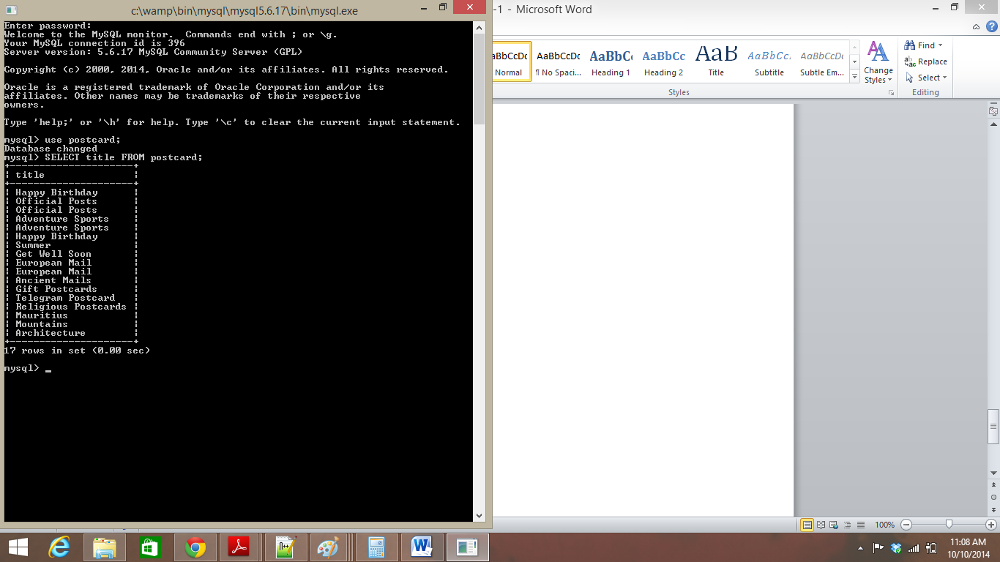 c:\wamp\bin\mysql\mysql5.6.17\bin\mysql.exe
-1 - Microsoft Word
Enter password:
Welcome to the MySQL monitor.  Commands end with ; or \g.
Your MySQL connection id is 396
Server version: 5.6.17 MySQL Community Server (GPL)
Copyright (c) 2000, 2014, Oracle and/or its affiliates. All rights reserved.
Oracle is a registered trademark of Oracle Corporation and/or its
affiliates. Other names may be trademarks of their respective
owners.
Type 'help;' or '\h' for help. Type '\c' to clear the current input statement.
mysql> use postcard;
Database changed
mysql> SELECT title FROM postcard;
+---------------------+
| title               |
+---------------------+
| Happy Birthday      |
| Official Posts      |
| Official Posts      |
| Adventure Sports    |
| Adventure Sports    |
| Happy Birthday      |
| Summer              |
| Get Well Soon       |
| European Mail       |
| European Mail       |
| Ancient Mails       |
| Gift Postcards      |
| Telegram Postcard   |
| Religious Postcards |
| Mauritius           |
| Mountains           |
| Architecture        |
+---------------------+
17 rows in set (0.00 sec)
mysql> _
aBbCcDc AaBbCcDc AaBbCc AaBbCc AaB AaBbCc. AaBbCcDc
Normal ¶ No Spaci... Heading 1 Heading 2 Title Subtitle Subtle Em...
Change
Styles
Styles
Find
Replace
Select
Editing
100%
11:08 AM
10/10/2014